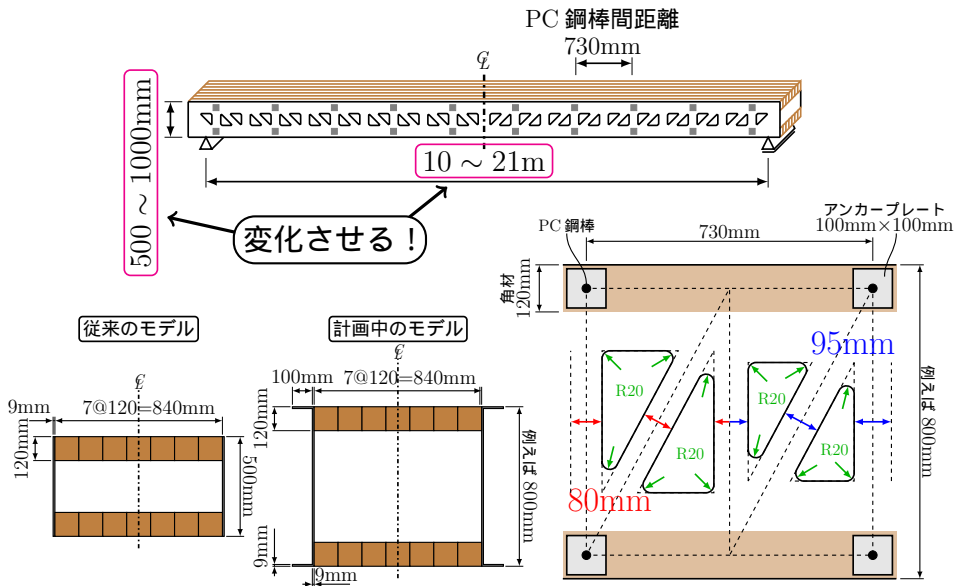 PC 鋼棒間距離
730mm
℄
500 ～ 1000mm
10 ～ 21m
変化させる！
アンカープレート
100mm×100mm
PC 鋼棒
730mm
角材
120mm
95mm
R20
R20
R20
R20
80mm
例えば 800mm
従来のモデル
℄
9mm
7@120=840mm
120mm
500mm
計画中のモデル
℄
100mm
7@120=840mm
120mm
例えば 800mm
9mm
9mm